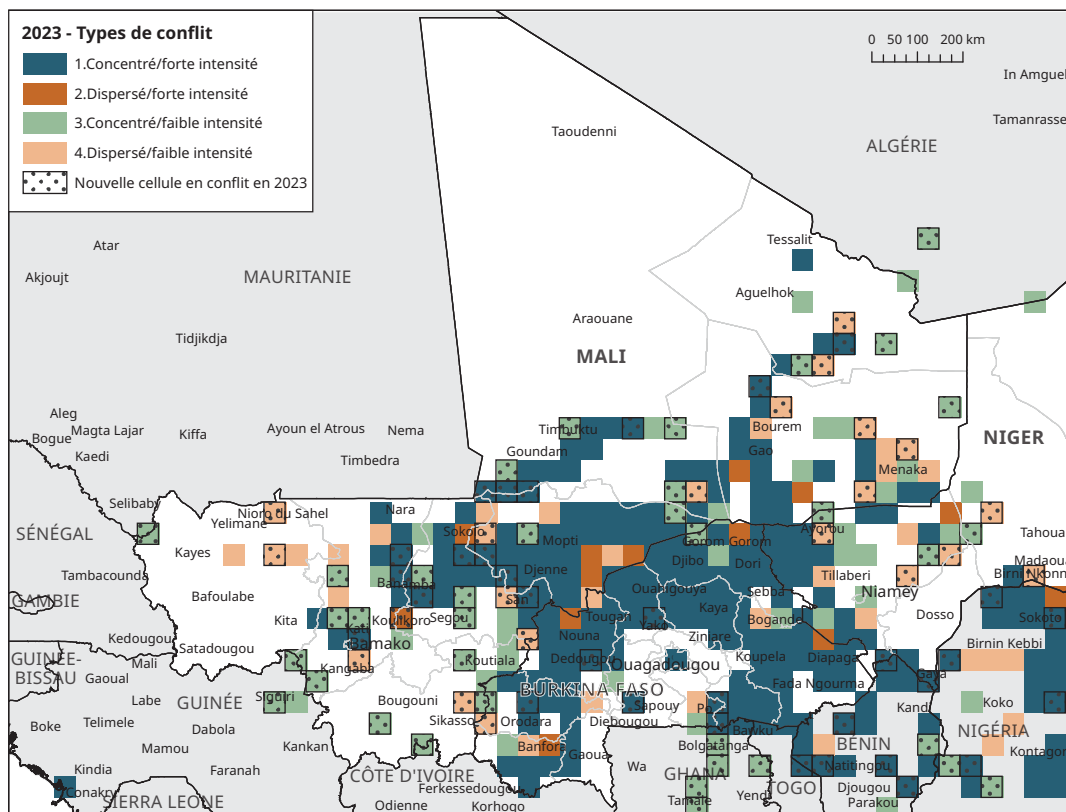 2023 - Types de conflit
1.Concentré/forte intensité
2.Dispersé/forte intensité
3.Concentré/faible intensité
4.Dispersé/faible intensité
Nouvelle cellule en conflit en 2023
0 50 100 200 km
In Amguel
Tamanrasse
ALGÉRIE
Taoudenni
Atar
Akjoujt
MAURITANIE
Tessalit
Aguelhok
Tidjikdja
Araouane
MALI
Aleg
Magta Lajar
Bogue
Kaedi
Kiffa
Ayoun el Atrous
Nema
Timbedra
Timbuktu
Goundam
Bourem
Gao
Menaka
NIGER
Selibaby
Nioro du Sahel
Yelimane
Nara
Sokolo
Mopti
Gorom Gorom
Ayorou
Tahoua
SÉNÉGAL
Kayes
Tambacounda
Bafoulabe
Banamba
Djenne
Djibo
Dori
Tillaberi
Madaoua
Birni Nkonni
GAMBIE
Kita
Koulikoro
Segou
San
Ouahigouya
Sebba
Niamey
Dosso
Sokoto
Kati
Bamako
Tougan
Yako
Kaya
Bogande
Kedougou
Satadougou
Nouna
Ziniare
Birnin Kebbi
GUINÉE-
BISSAU
Mali
Gaoual
Kangaba
Koutiala
Dedougou
Ouagadougou
Koupela
Diapaga
Gaya
Labe
GUINÉE
Siguiri
Bougouni
BURKINA FASO
Fada Ngourma
Kandi
Koko
Boke
Telimele
Dabola
Sikasso
Orodara
Diebougou
Sapouy
Po
NIGÉRIA
Mamou
Kankan
Banfora
Gaoua
Bolgatanga
Bawku
BÉNIN
Kontagor
Kindia
Faranah
CÔTE D'IVOIRE
Wa
GHANA
Natitingou
Conakry
SIERRA LEONE
Odienne
Ferkessedougou
Korhogo
Tamale
Yendi
TOGO
Djougou
Parakou